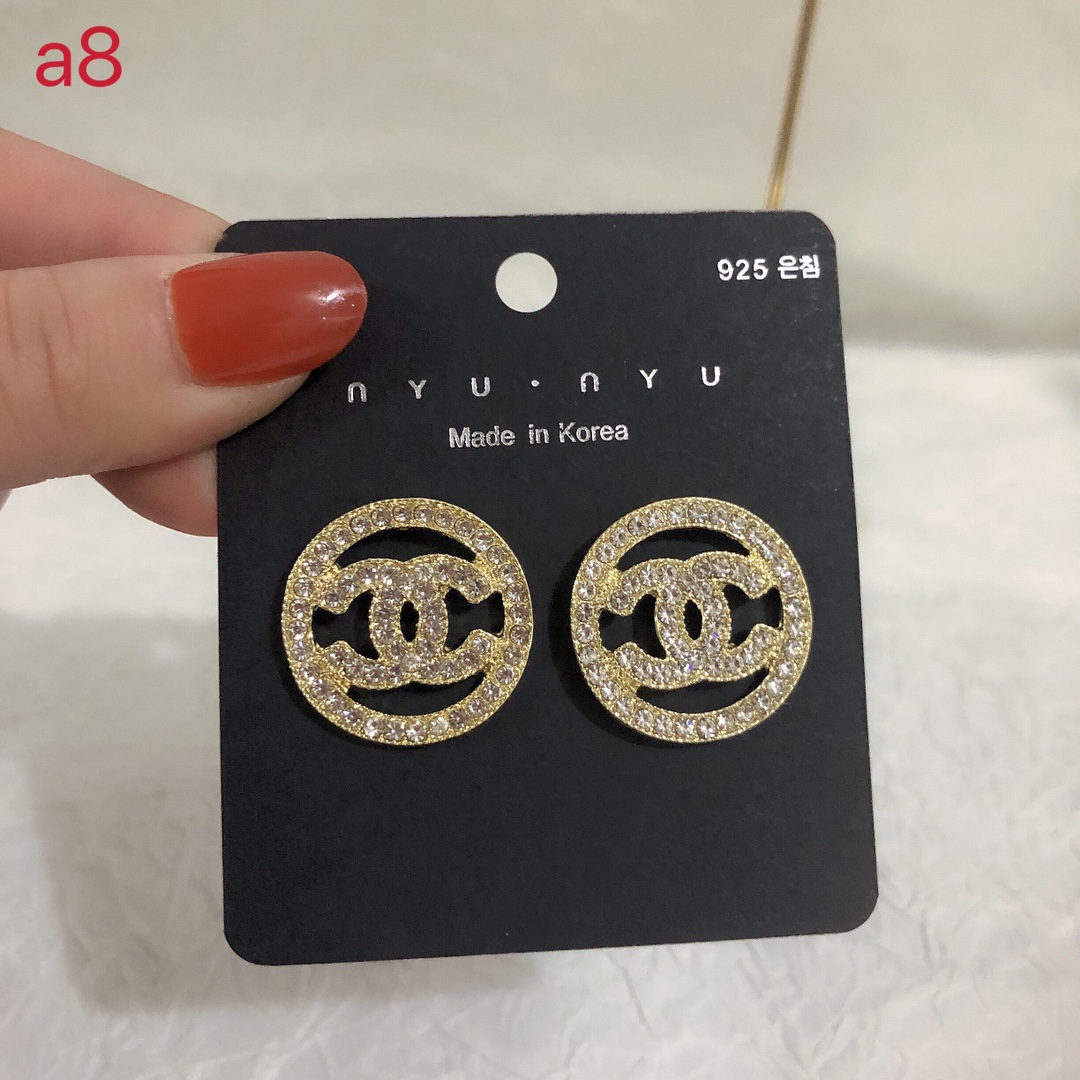 a8
925 은침
nYU·nYU
Made in Korea